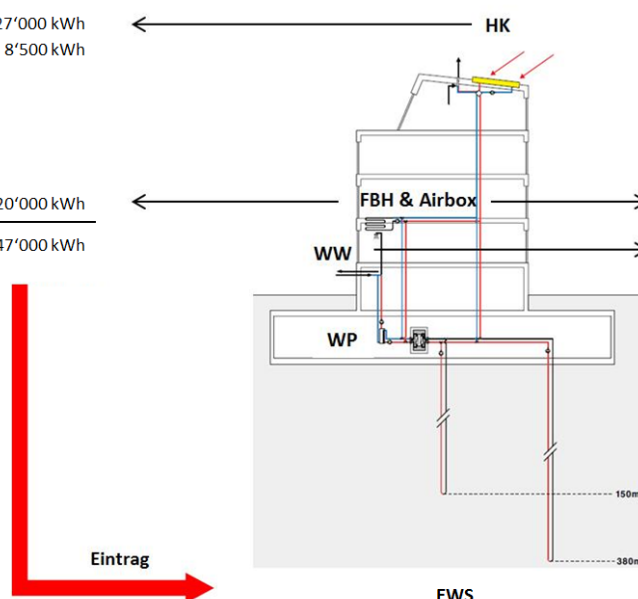 27‘000 kWh
HK
8‘500 kWh
20‘000 kWh
FBH & Airbox
47‘000 kWh
WW
WP
150m
Eintrag
380m
EWS